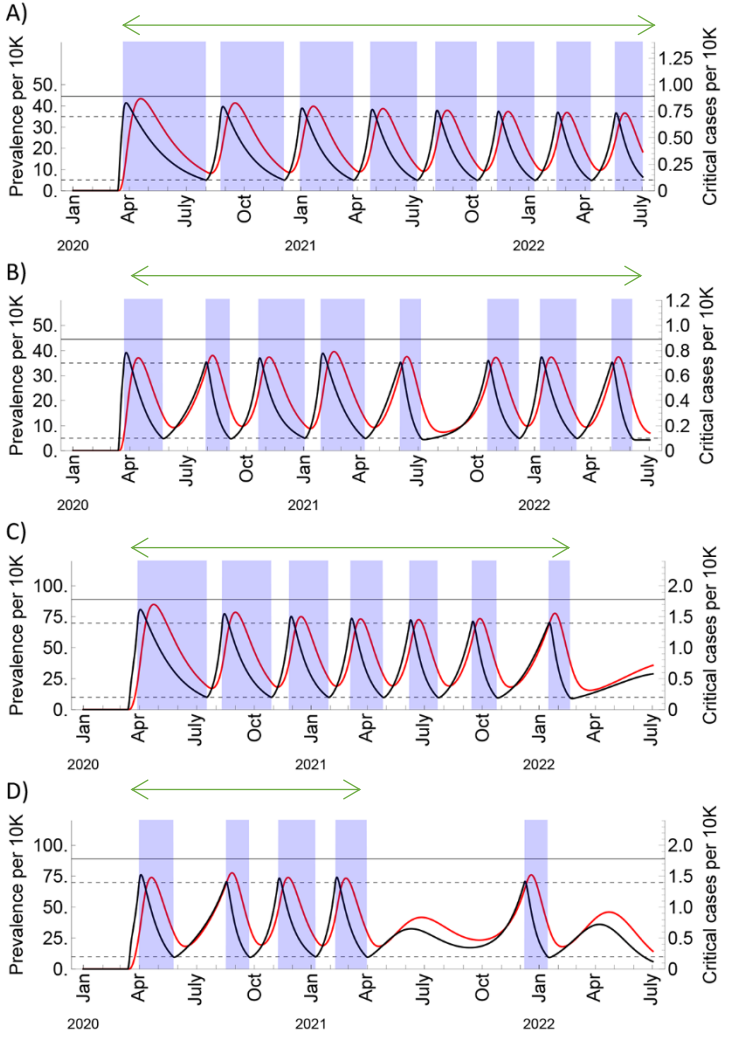 A)
Prevalence per 10K
50.
40.
30.
20.
10.
0.
1.25
1.00
0.75
0.50
0.25
0
Critical cases per 10K
Jan Apr July Oct Jan Apr July Oct Jan Apr July
2020 2021 2022
B)
Prevalence per 10K
50.
40.
30.
20.
10.
0.
1.2
1.0
0.8
0.6
0.4
0.2
0
Critical cases per 10K
Jan Apr July Oct Jan Apr July Oct Jan Apr July
2020 2021 2022
C)
Prevalence per 10K
100.
75.
50.
25.
0.
2.0
1.5
1.0
0.5
0
Critical cases per 10K
Jan Apr July Oct Jan Apr July Oct Jan Apr July
2020 2021 2022
D)
Prevalence per 10K
100.
75.
50.
25.
0.
2.0
1.5
1.0
0.5
0
Critical cases per 10K
Jan Apr July Oct Jan Apr July Oct Jan Apr July
2020 2021 2022